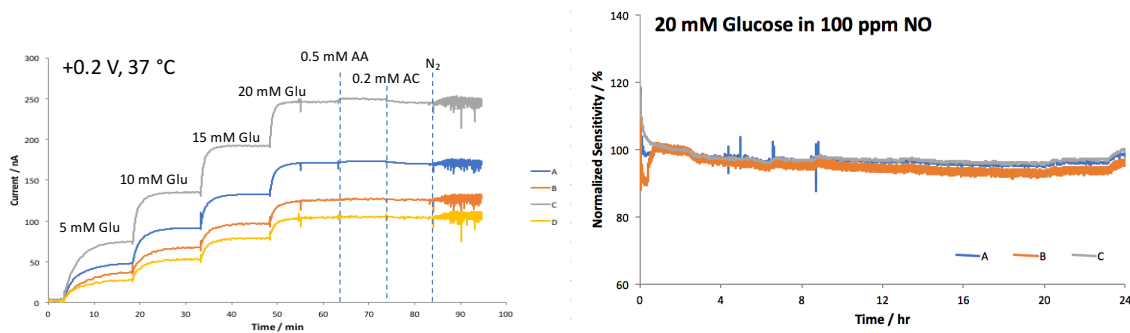 +0.2 V, 37 °C
0.5 mM AA
0.2 mM AC
N2
20 mM Glu
15 mM Glu
10 mM Glu
5 mM Glu
Current / nA
300
250
200
150
100
50
0
0 10 20 30 40 50 60 70 80 90 100
Time / min
A
B
C
D
20 mM Glucose in 100 ppm NO
Normalized Sensitivity / %
140
120
100
80
60
0 4 8 12 16 20 24
Time / hr
A B C